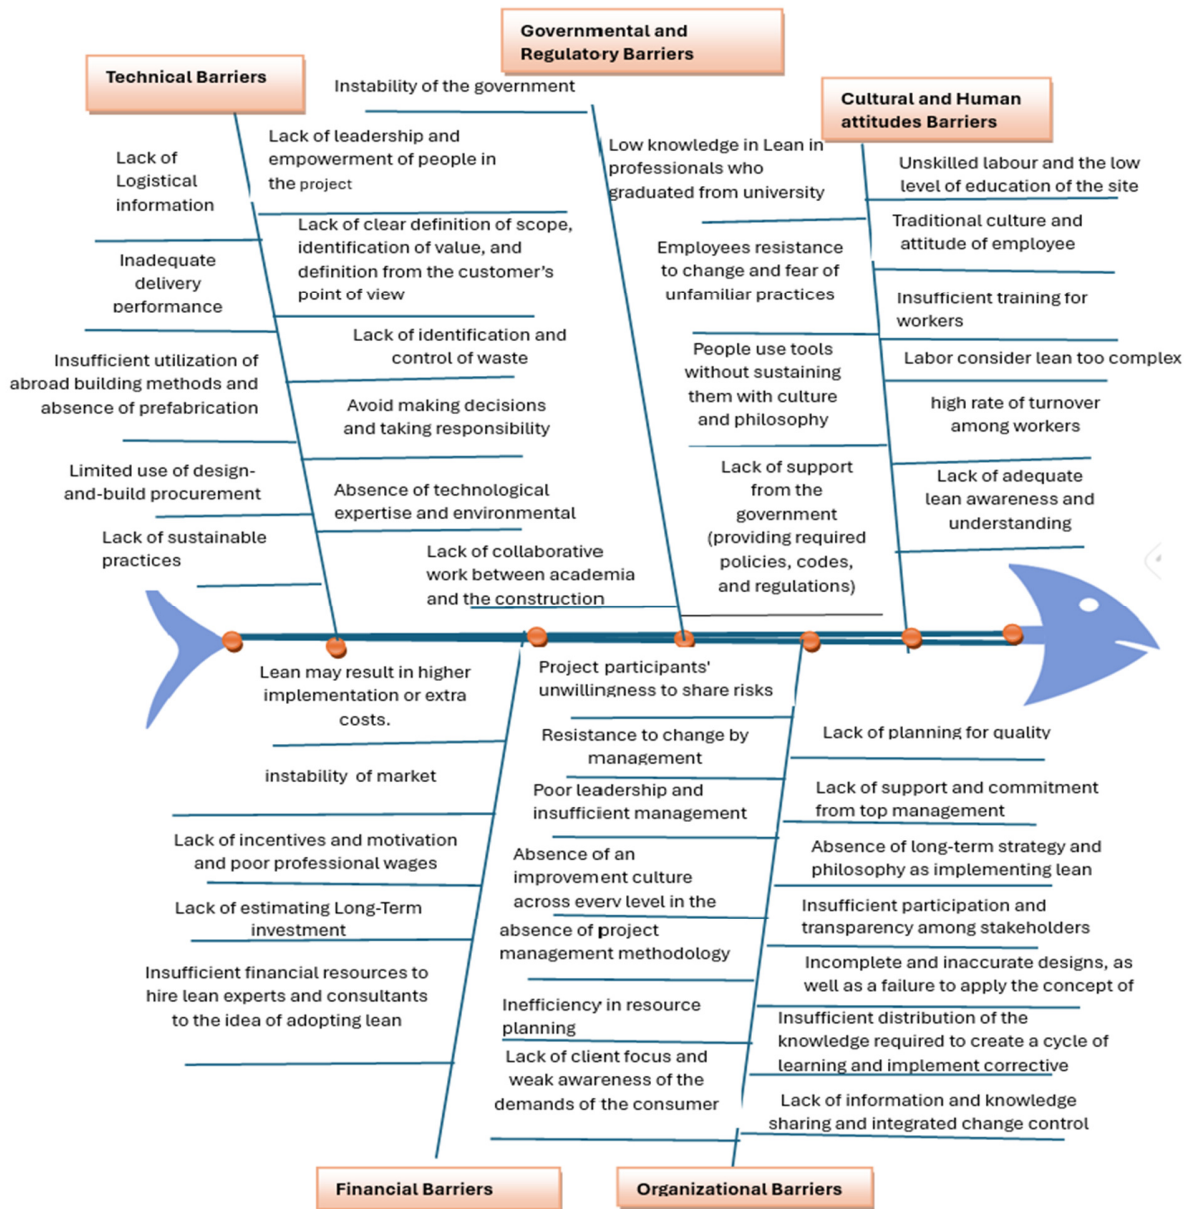 Governmental and
Regulatory Barriers
Technical Barriers
Cultural and Human
attitudes Barriers
Lack of
Logistical
information
Inadequate
delivery
performance
Insufficient utilization of
abroad building methods and
absence of prefabrication
Limited use of design-
and-build procurement
Lack of sustainable
practices
Instability of the government
Lack of leadership and
empowerment of people in
the project
Lack of clear definition of scope,
identification of value, and
definition from the customer's
point of view
Lack of identification and
control of waste
Avoid making decisions
and taking responsibility
Absence of technological
expertise and environmental
Lack of collaborative
work between academia
and the construction
Low knowledge in Lean in
professionals who
graduated from university
Employees resistance
to change and fear of
unfamiliar practices
People use tools
without sustaining
them with culture
and philosophy
Lack of support
from the
government
(providing required
policies, codes,
and regulations)
Unskilled labour and the low
level of education of the site
Traditional culture and
attitude of employee
Insufficient training for
workers
Labor consider lean too complex
high rate of turnover
among workers
Lack of adequate
lean awareness and
understanding
Lean may result in higher
implementation or extra
costs.
instability of market
Lack of incentives and motivation
and poor professional wages
Lack of estimating Long-Term
investment
Insufficient financial resources to
hire lean experts and consultants
to the idea of adopting lean
Project participants'
unwillingness to share risks
Resistance to change by
management
Poor leadership and
insufficient management
Absence of an
improvement culture
across every level in the
absence of project
management methodology
Inefficiency in resource
planning
Lack of client focus and
weak awareness of the
demands of the consumer
Lack of planning for quality
Lack of support and commitment
from top management
Absence of long-term strategy and
philosophy as implementing lean
Insufficient participation and
transparency among stakeholders
Incomplete and inaccurate designs, as
well as a failure to apply the concept of
Insufficient distribution of the
knowledge required to create a cycle of
learning and implement corrective
Lack of information and knowledge
sharing and integrated change control
Financial Barriers
Organizational Barriers